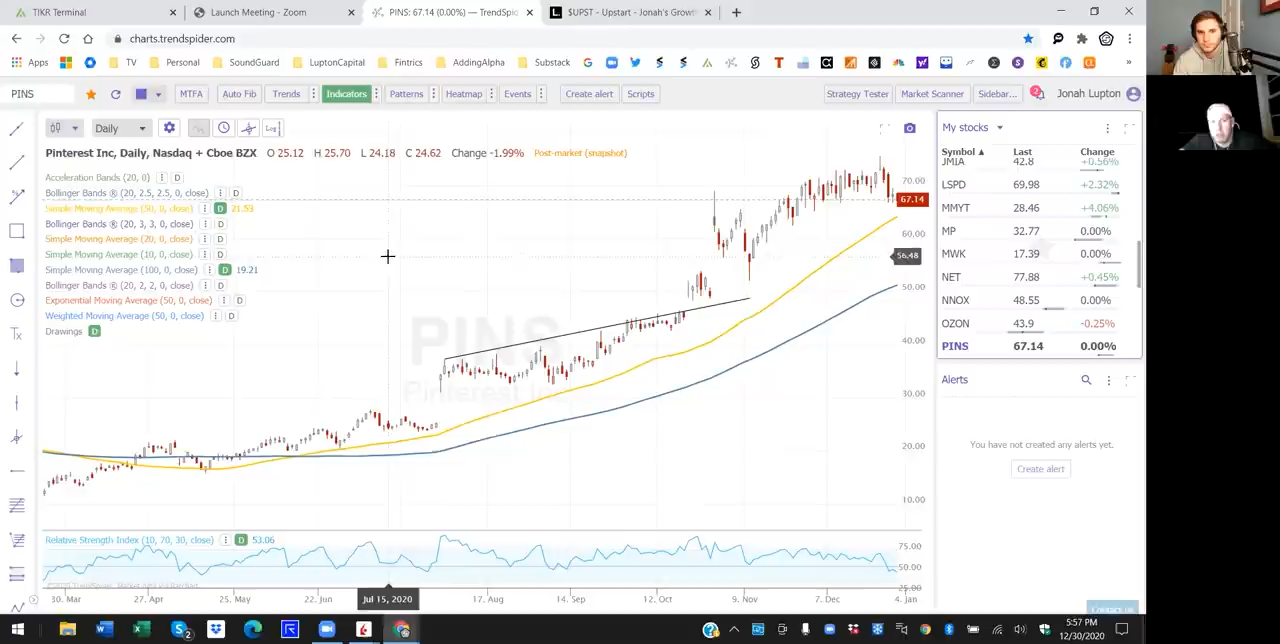 TIKR Terminal
Launch Meeting - Zoom
PINS: 67.14 (0.00%) — TrendSpid
$UPST - Upstart - Jonah's Growt
charts.trendspider.com
Apps TV Personal SoundGuard LuptonCapital Fintrics AddingAlpha Substack
PINS MTFA Auto Fib Trends Indicators Patterns Heatmap Events Create alert Scripts Strategy Tester Market Scanner Sidebar... 2 Jonah Lupton
Daily Log
Pinterest Inc, Daily, Nasdaq + Cboe BZX O 25.12 H 25.70 L 24.18 C 24.62 Change -1.99% Post-market (snapshot)
Acceleration Bands (20, 0) D
Bollinger Bands ® (20, 2.5, 2.5, 0, close) D
Simple Moving Average (50, 0, close) D 21.53
Bollinger Bands ® (20, 3, 3, 0, close) D
Simple Moving Average (20, 0, close) D
Simple Moving Average (10, 0, close) D
Simple Moving Average (100, 0, close) D 19.21
Bollinger Bands ® (20, 2, 2, 0, close) D
Exponential Moving Average (50, 0, close) D
Weighted Moving Average (50, 0, close) D
Drawings D
PINS
Pinterest Inc
70.00
67.14
60.00
56.48
50.00
40.00
30.00
20.00
10.00
Relative Strength Index (10, 70, 30, close) D 53.06
75.00
50.00
25.00
30. Mar 27. Apr 25. May 22. Jun Jul 15, 2020 17. Aug 14. Sep 12. Oct 9. Nov 7. Dec 4. Jan
My stocks
Symbol Last Change
JMIA 42.8 +0.56%
LSPD 69.98 +2.32%
MMYT 28.46 +4.06%
MP 32.77 0.00%
MWK 17.39 0.00%
NET 77.88 +0.45%
NNOX 48.55 0.00%
OZON 43.9 -0.25%
PINS 67.14 0.00%
Alerts
You have not created any alerts yet.
Create alert
Contact us
5:57 PM
12/30/2020